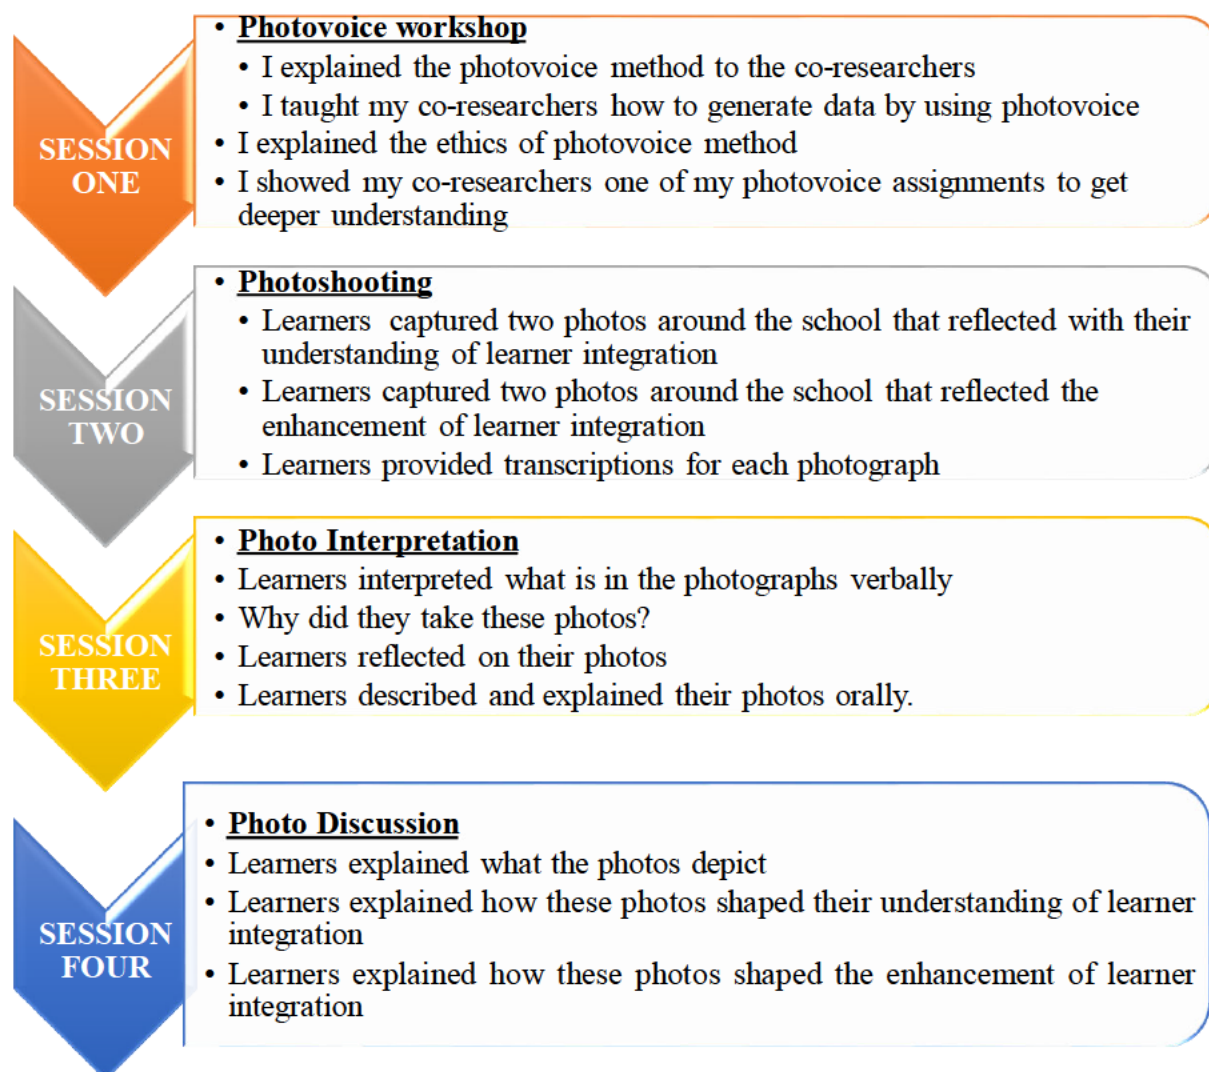 SESSION
ONE
• Photovoice workshop
• I explained the photovoice method to the co-researchers
• I taught my co-researchers how to generate data by using photovoice
• I explained the ethics of photovoice method
• I showed my co-researchers one of my photovoice assignments to get
deeper understanding
SESSION
TWO
• Photoshooting
• Learners captured two photos around the school that reflected with their
understanding of learner integration
• Learners captured two photos around the school that reflected the
enhancement of learner integration
• Learners provided transcriptions for each photograph
SESSION
THREE
• Photo Interpretation
• Learners interpreted what is in the photographs verbally
• Why did they take these photos?
• Learners reflected on their photos
• Learners described and explained their photos orally.
SESSION
FOUR
• Photo Discussion
• Learners explained what the photos depict
• Learners explained how these photos shaped their understanding of learner
integration
• Learners explained how these photos shaped the enhancement of learner
integration